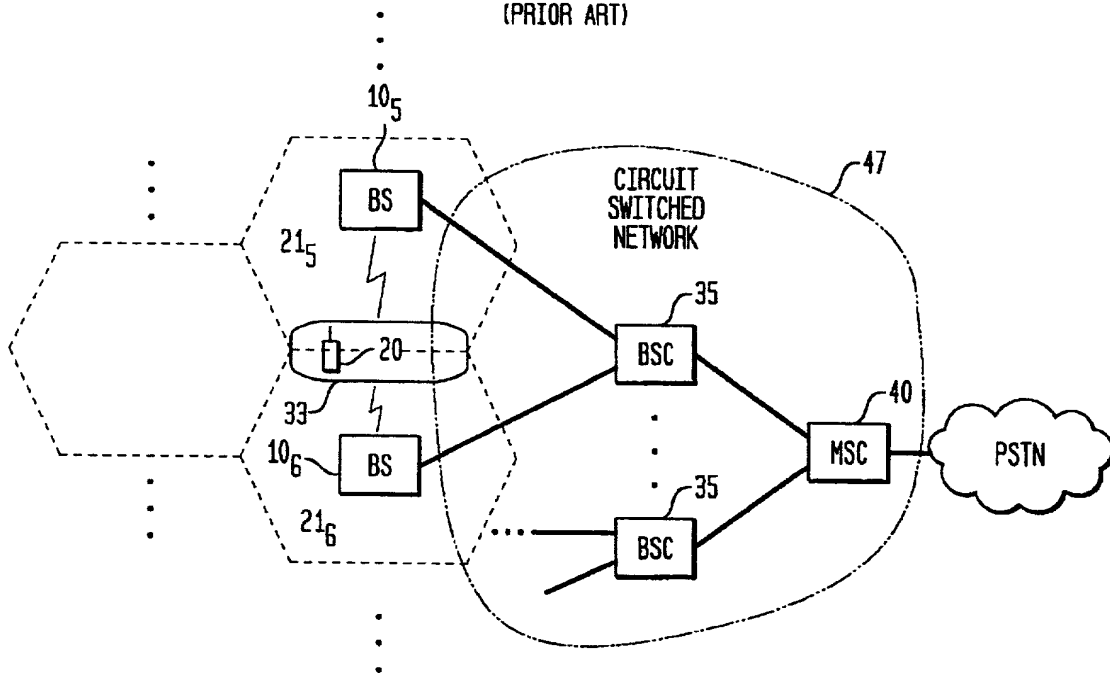 (PRIOR ART)
10₅
BS
21₅
CIRCUIT
SWITCHED
NETWORK
47
35
BSC
20
33
40
MSC
PSTN
10₆
BS
21₆
35
BSC